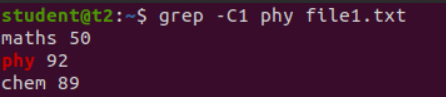 student@t2:~$ grep -C1 phy file1.txt
maths 50
phy 92
chem 89